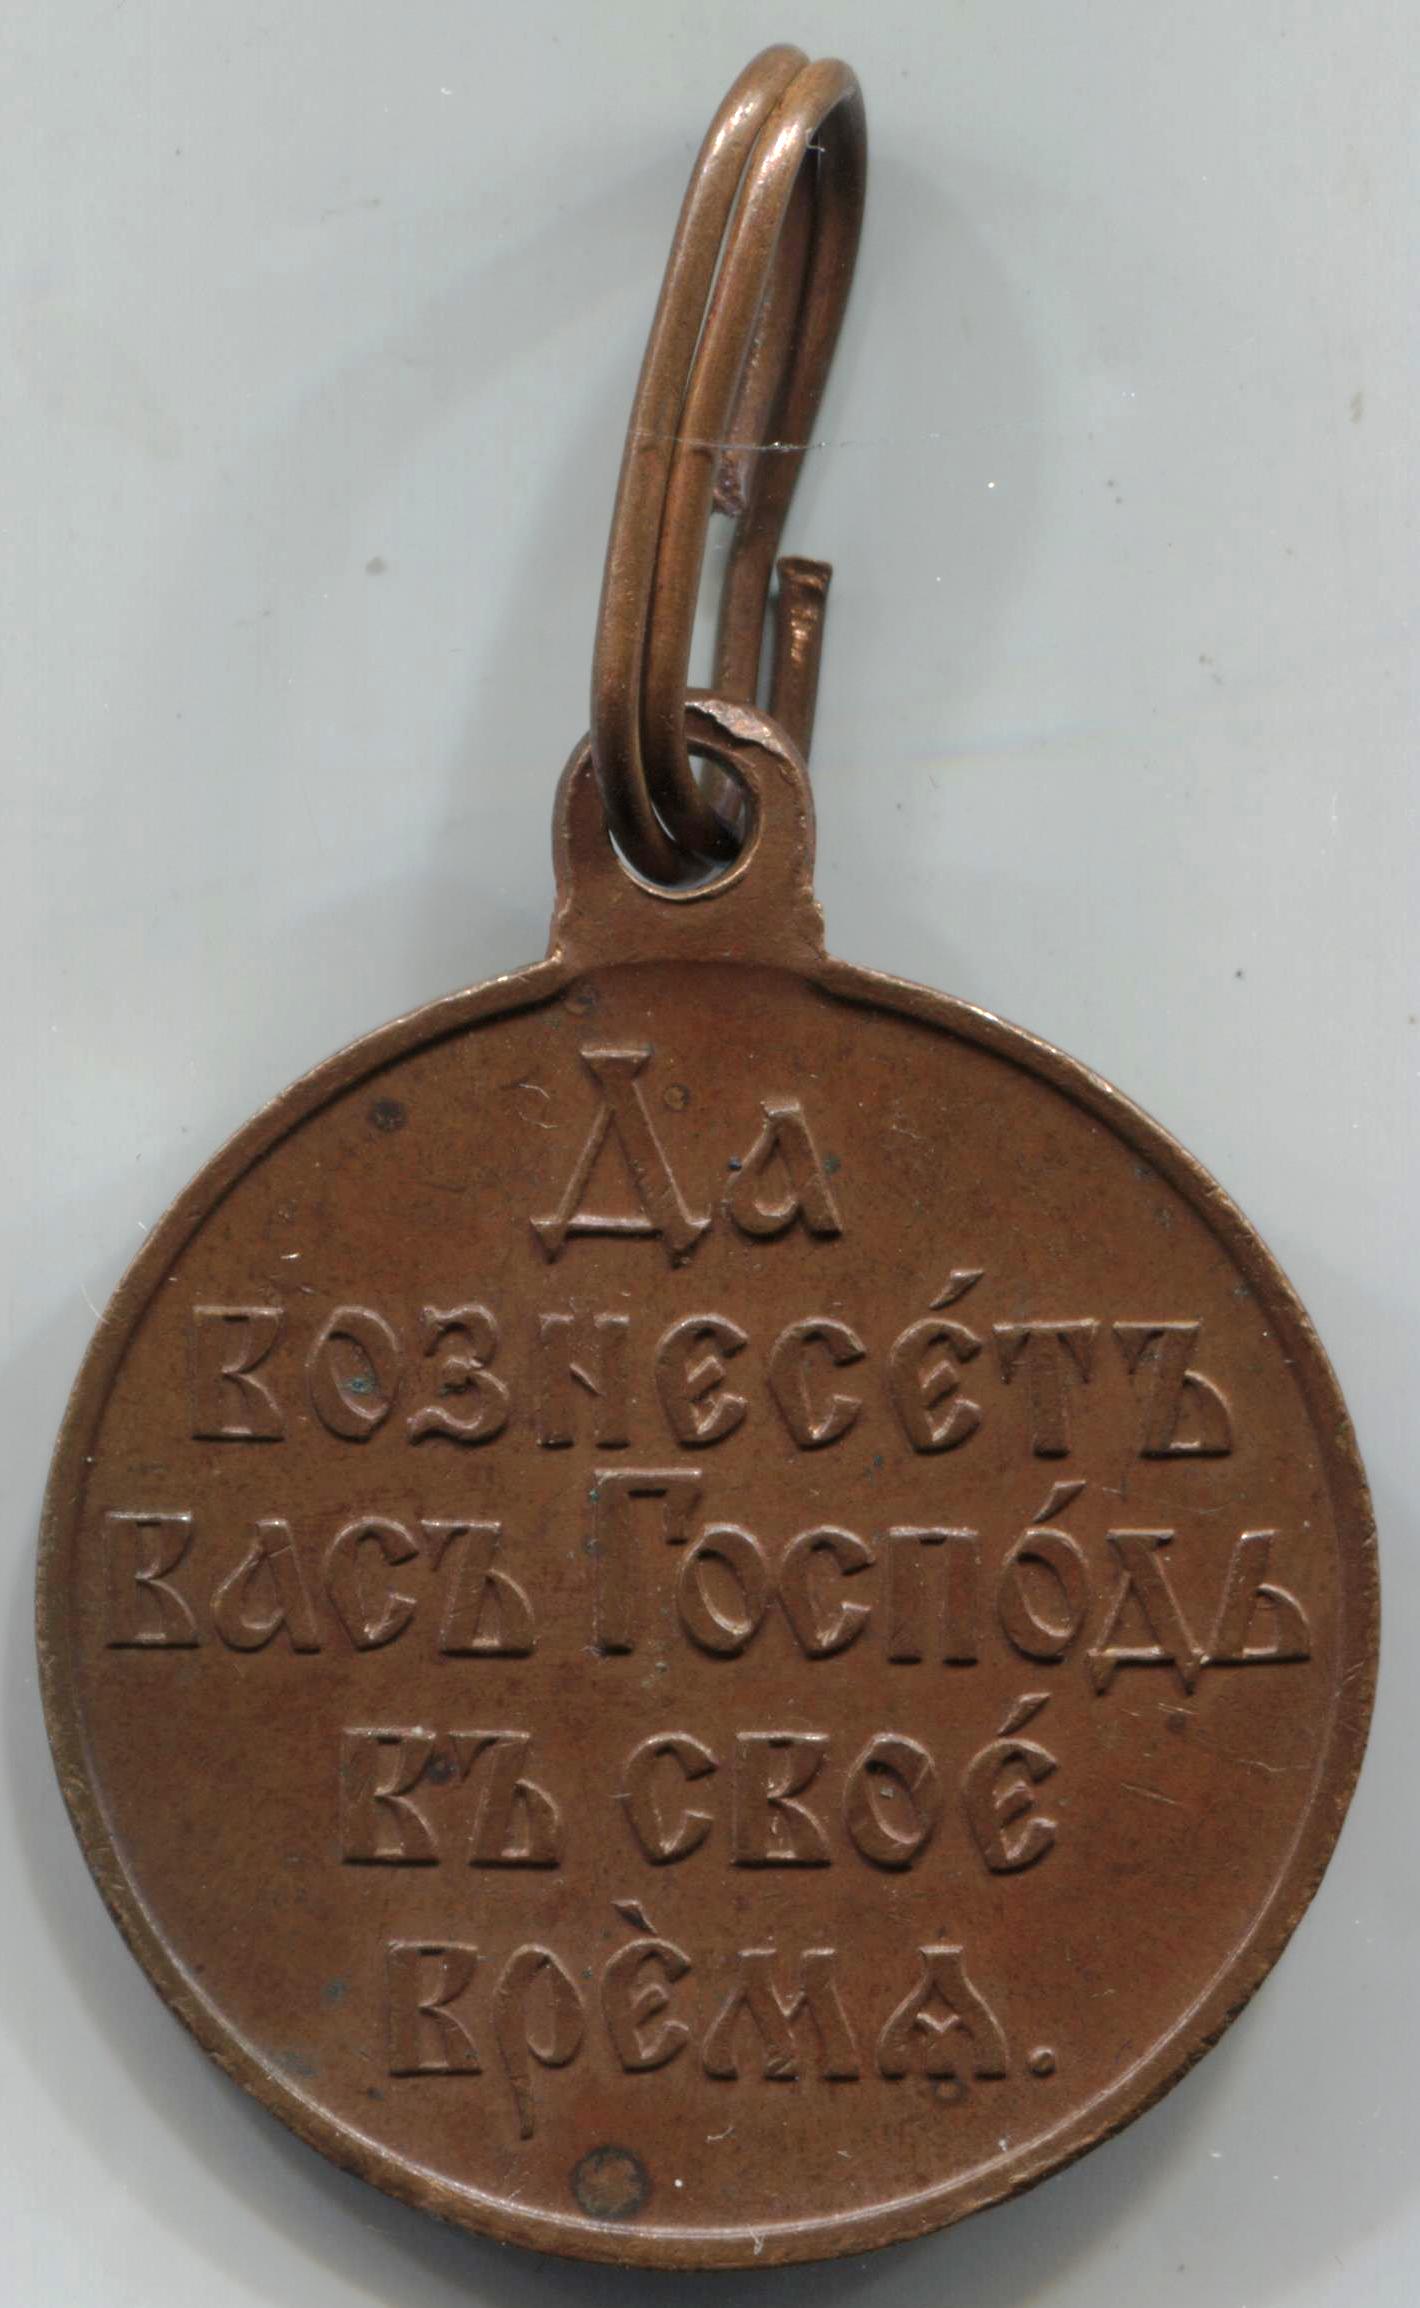 Да
вознесе́тъ
васъ Госпо́дь
къ свое́
врѐмѧ.